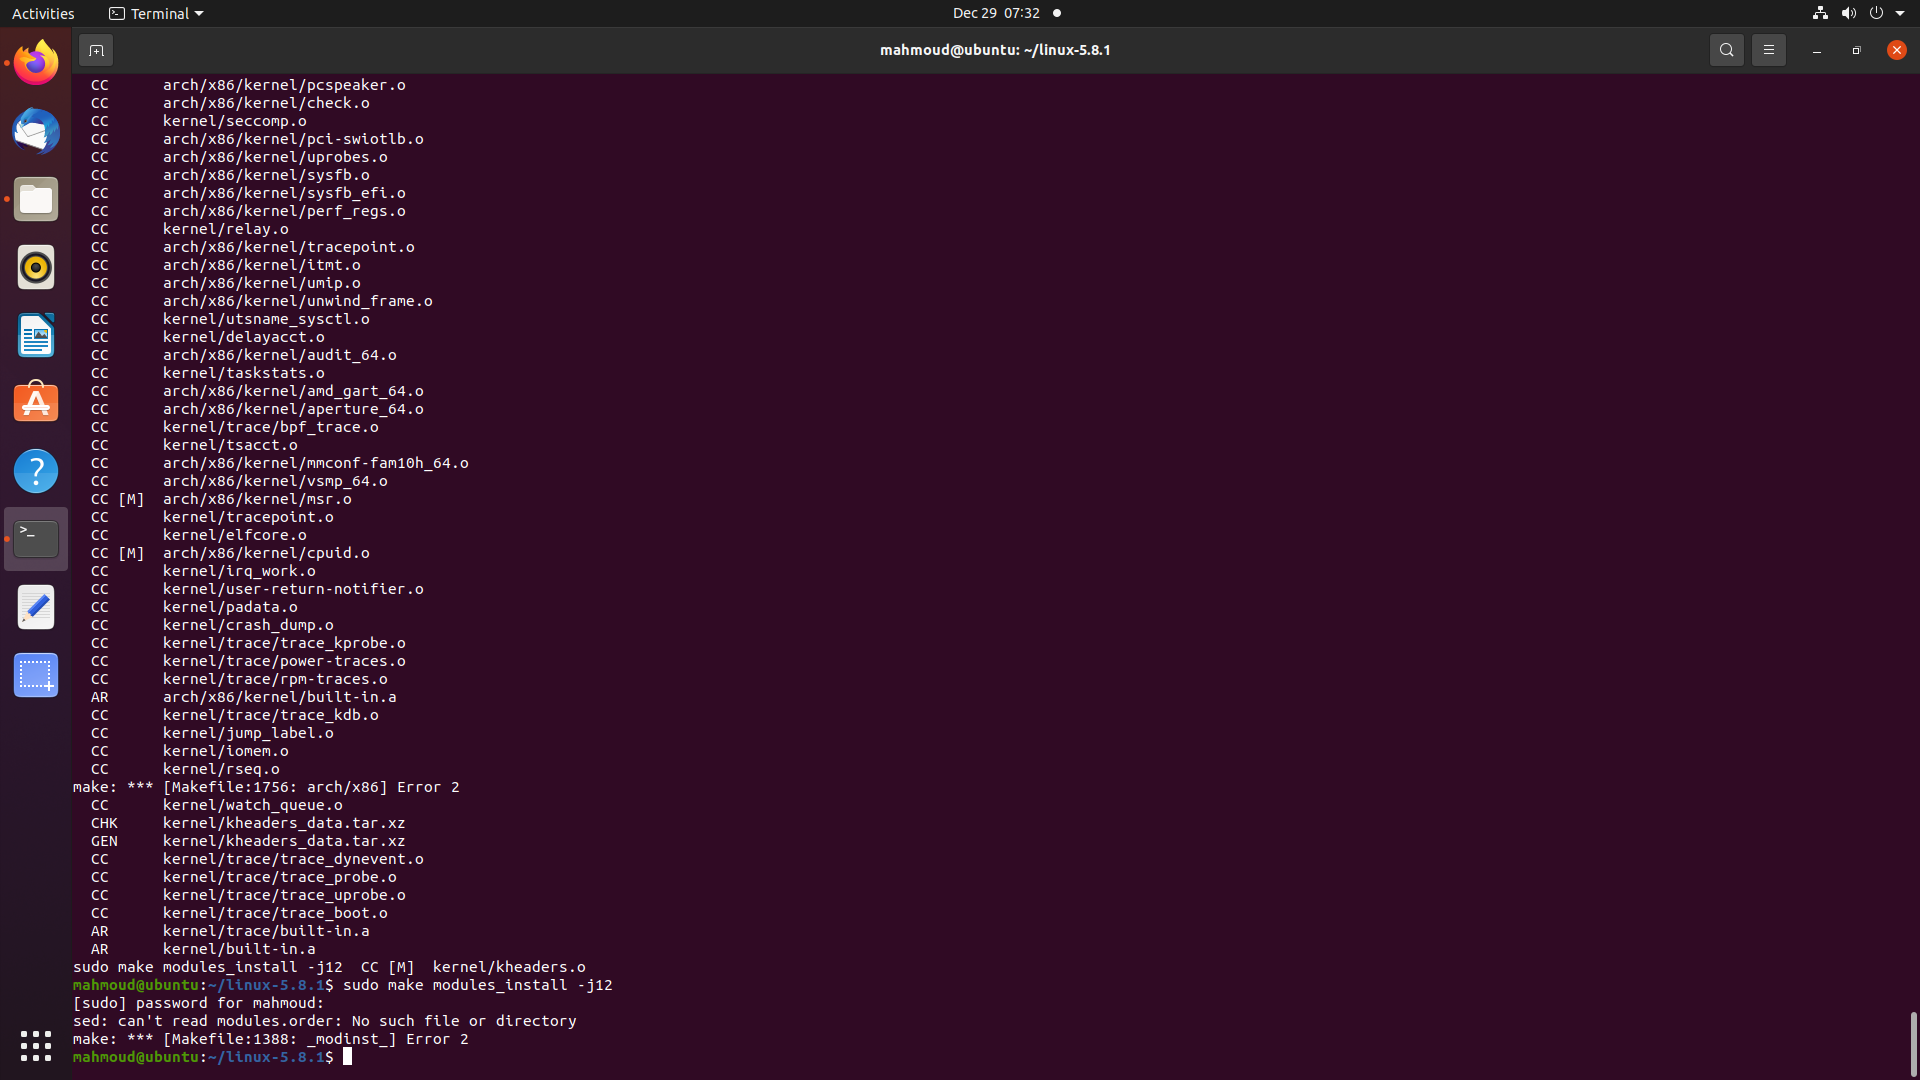 Activities Terminal Dec 29 07:32
mahmoud@ubuntu: ~/linux-5.8.1
CC arch/x86/kernel/pcspeaker.o
CC arch/x86/kernel/check.o
CC kernel/seccomp.o
CC arch/x86/kernel/pci-swiotlb.o
CC arch/x86/kernel/uprobes.o
CC arch/x86/kernel/sysfb.o
CC arch/x86/kernel/sysfb_efi.o
CC arch/x86/kernel/perf_regs.o
CC kernel/relay.o
CC arch/x86/kernel/tracepoint.o
CC arch/x86/kernel/itmt.o
CC arch/x86/kernel/umip.o
CC arch/x86/kernel/unwind_frame.o
CC kernel/utsname_sysctl.o
CC kernel/delayacct.o
CC arch/x86/kernel/audit_64.o
CC kernel/taskstats.o
CC arch/x86/kernel/amd_gart_64.o
CC arch/x86/kernel/aperture_64.o
CC kernel/trace/bpf_trace.o
CC kernel/tsacct.o
CC arch/x86/kernel/mmconf-fam10h_64.o
CC arch/x86/kernel/vsmp_64.o
CC [M] arch/x86/kernel/msr.o
CC kernel/tracepoint.o
CC kernel/elfcore.o
CC [M] arch/x86/kernel/cpuid.o
CC kernel/irq_work.o
CC kernel/user-return-notifier.o
CC kernel/padata.o
CC kernel/crash_dump.o
CC kernel/trace/trace_kprobe.o
CC kernel/trace/power-traces.o
CC kernel/trace/rpm-traces.o
AR arch/x86/kernel/built-in.a
CC kernel/trace/trace_kdb.o
CC kernel/jump_label.o
CC kernel/iomem.o
CC kernel/rseq.o
make: *** [Makefile:1756: arch/x86] Error 2
CC kernel/watch_queue.o
CHK kernel/kheaders_data.tar.xz
GEN kernel/kheaders_data.tar.xz
CC kernel/trace/trace_dynevent.o
CC kernel/trace/trace_probe.o
CC kernel/trace/trace_uprobe.o
CC kernel/trace/trace_boot.o
AR kernel/trace/built-in.a
AR kernel/built-in.a
sudo make modules_install -j12 CC [M] kernel/kheaders.o
mahmoud@ubuntu:~/linux-5.8.1$ sudo make modules_install -j12
[sudo] password for mahmoud:
sed: can't read modules.order: No such file or directory
make: *** [Makefile:1388: _modinst_] Error 2
mahmoud@ubuntu:~/linux-5.8.1$